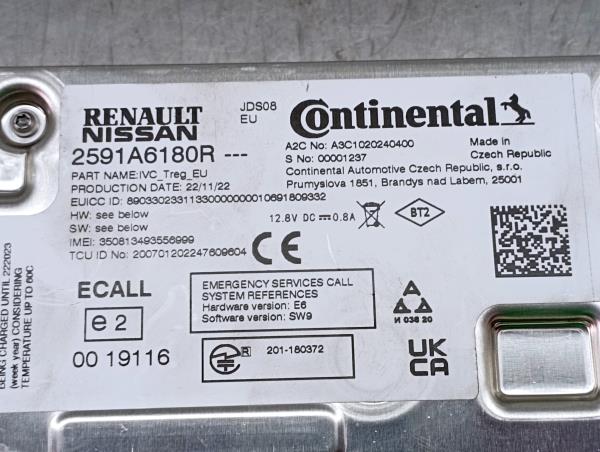 RENAULT
NISSAN
JDS08
EU
Continental
2591A6180R ---
A2C No: A3C1020240400
S No: 00001237
Made in
Czech Republic
PART NAME:IVC_Treg_EU
PRODUCTION DATE: 22/11/22
Continental Automotive Czech Republic, s.r.o.
Prumyslova 1851, Brandys nad Labem, 25001
EUICC ID: 89033023311330000000010691809332
HW: see below
SW: see below
12.8V DC 0.8A
BT2
IMEI: 350813493556999
TCU ID No: 200701202247609604
CE
ECALL
e 2
00 19116
EMERGENCY SERVICES CALL
SYSTEM REFERENCES
Hardware version: E6
Software version: SW9
R 201-180372
A
И 036 20
UK
CA
BEING CHARGED UNTIL 222023
(week year) CONSIDERING
TEMPERATURE UP TO 60C